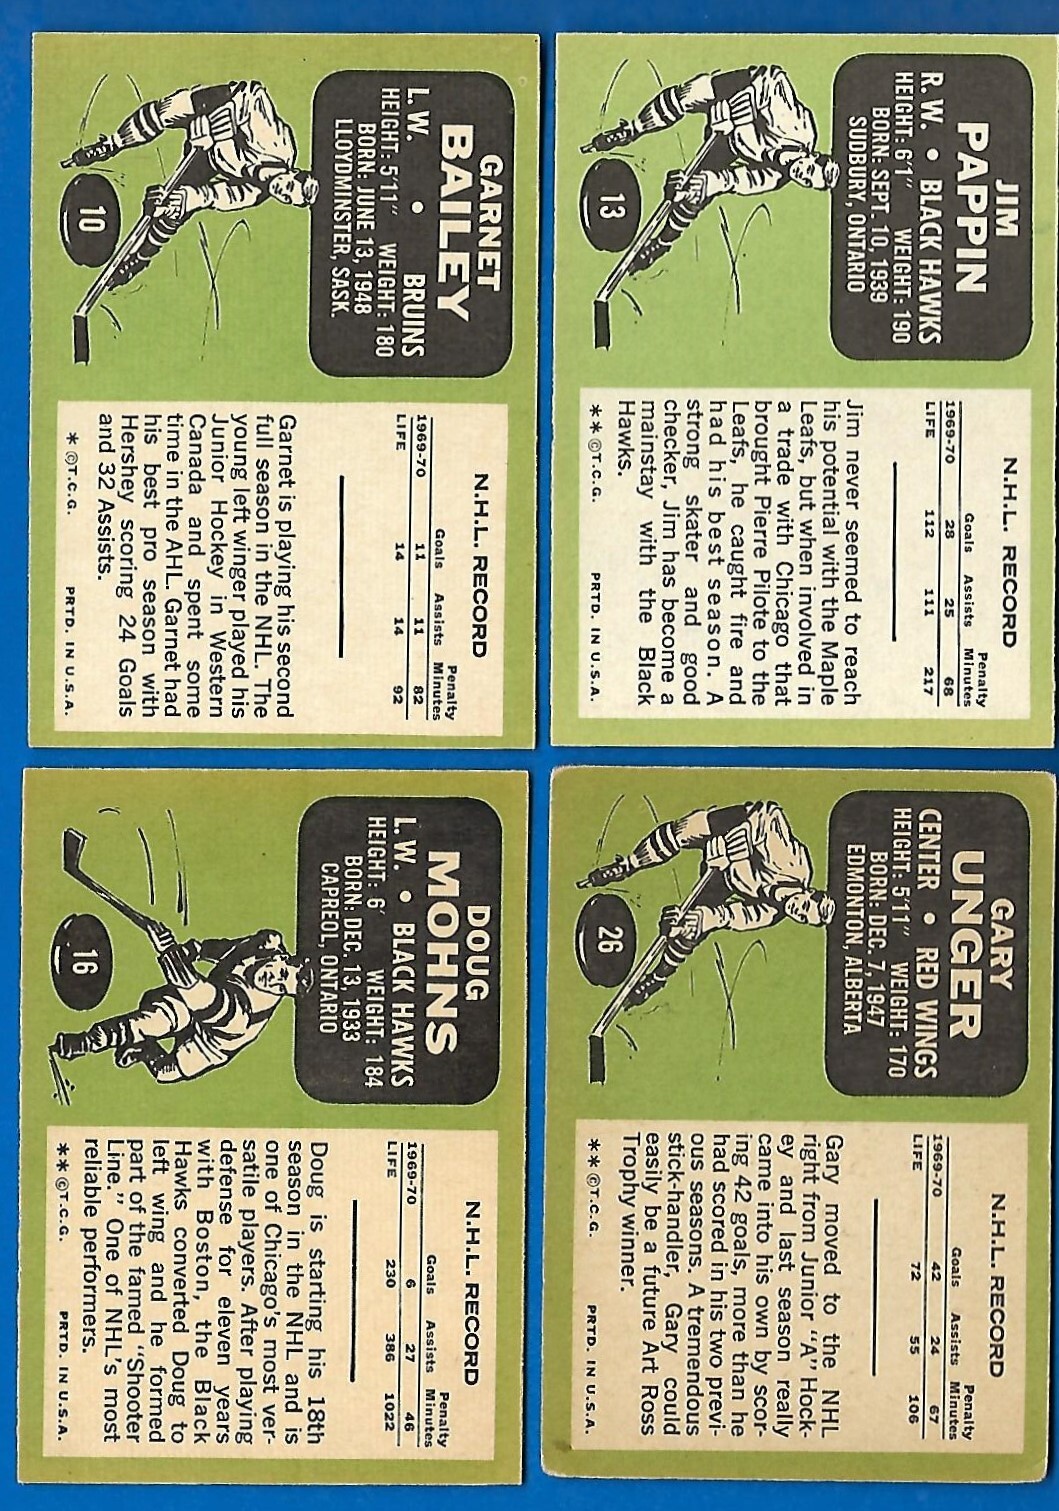 GARNET
BAILEY
L.W. • BRUINS
HEIGHT: 5'11" WEIGHT: 180
BORN: JUNE 13, 1948
LLOYDMINSTER, SASK.
10
N.H.L. RECORD
Goals Assists Penalty Minutes
1969-70 11 11 82
LIFE 14 14 92
Garnet is playing his second
full season in the NHL. The
young left winger played his
Junior Hockey in Western
Canada and spent some
time in the AHL. Garnet had
his best pro season with
Hershey scoring 24 Goals
and 32 Assists.
* ©T.C.G. PRTD. IN U.S.A.
JIM
PAPPIN
R.W. • BLACK HAWKS
HEIGHT: 6'1" WEIGHT: 190
BORN: SEPT. 10, 1939
SUDBURY, ONTARIO
13
N.H.L. RECORD
Goals Assists Penalty Minutes
1969-70 28 25 68
LIFE 112 111 217
Jim never seemed to reach
his potential with the Maple
Leafs, but when involved in
a trade with Chicago that
brought Pierre Pilote to the
Leafs, he caught fire and
had his best season. A
strong skater and good
checker, Jim has become a
mainstay with the Black
Hawks.
** ©T.C.G. PRTD. IN U.S.A.
DOUG
MOHNS
L.W. • BLACK HAWKS
HEIGHT: 6' WEIGHT: 184
BORN: DEC. 13, 1933
CAPREOL, ONTARIO
16
N.H.L. RECORD
Goals Assists Penalty Minutes
1969-70 6 27 46
LIFE 230 386 1022
Doug is starting his 18th
season in the NHL and is
one of Chicago's most ver-
satile players. After playing
defense for eleven years
with Boston, the Black
Hawks converted Doug to
left wing and he formed
part of the famed "Shooter
Line." One of NHL's most
reliable performers.
** ©T.C.G. PRTD. IN U.S.A.
GARY
UNGER
CENTER • RED WINGS
HEIGHT: 5'11" WEIGHT: 170
BORN: DEC. 7, 1947
EDMONTON, ALBERTA
26
N.H.L. RECORD
Goals Assists Penalty Minutes
1969-70 42 24 67
LIFE 72 55 106
Gary moved to the NHL
right from Junior "A" Hock-
ey and last season really
came into his own by scor-
ing 42 goals, more than he
had scored in his two previ-
ous seasons. A tremendous
stick-handler, Gary could
easily be a future Art Ross
Trophy winner.
** ©T.C.G. PRTD. IN U.S.A.